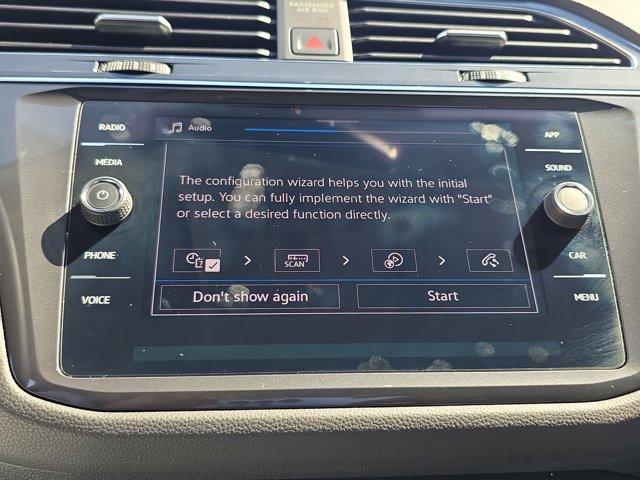 PASSENGER
AIR BAG
RADIO
Audio
APP
MEDIA
SOUND
The configuration wizard helps you with the initial
setup. You can fully implement the wizard with "Start"
or select a desired function directly.
PHONE
SCAN
CAR
VOICE
Don't show again
Start
MENU